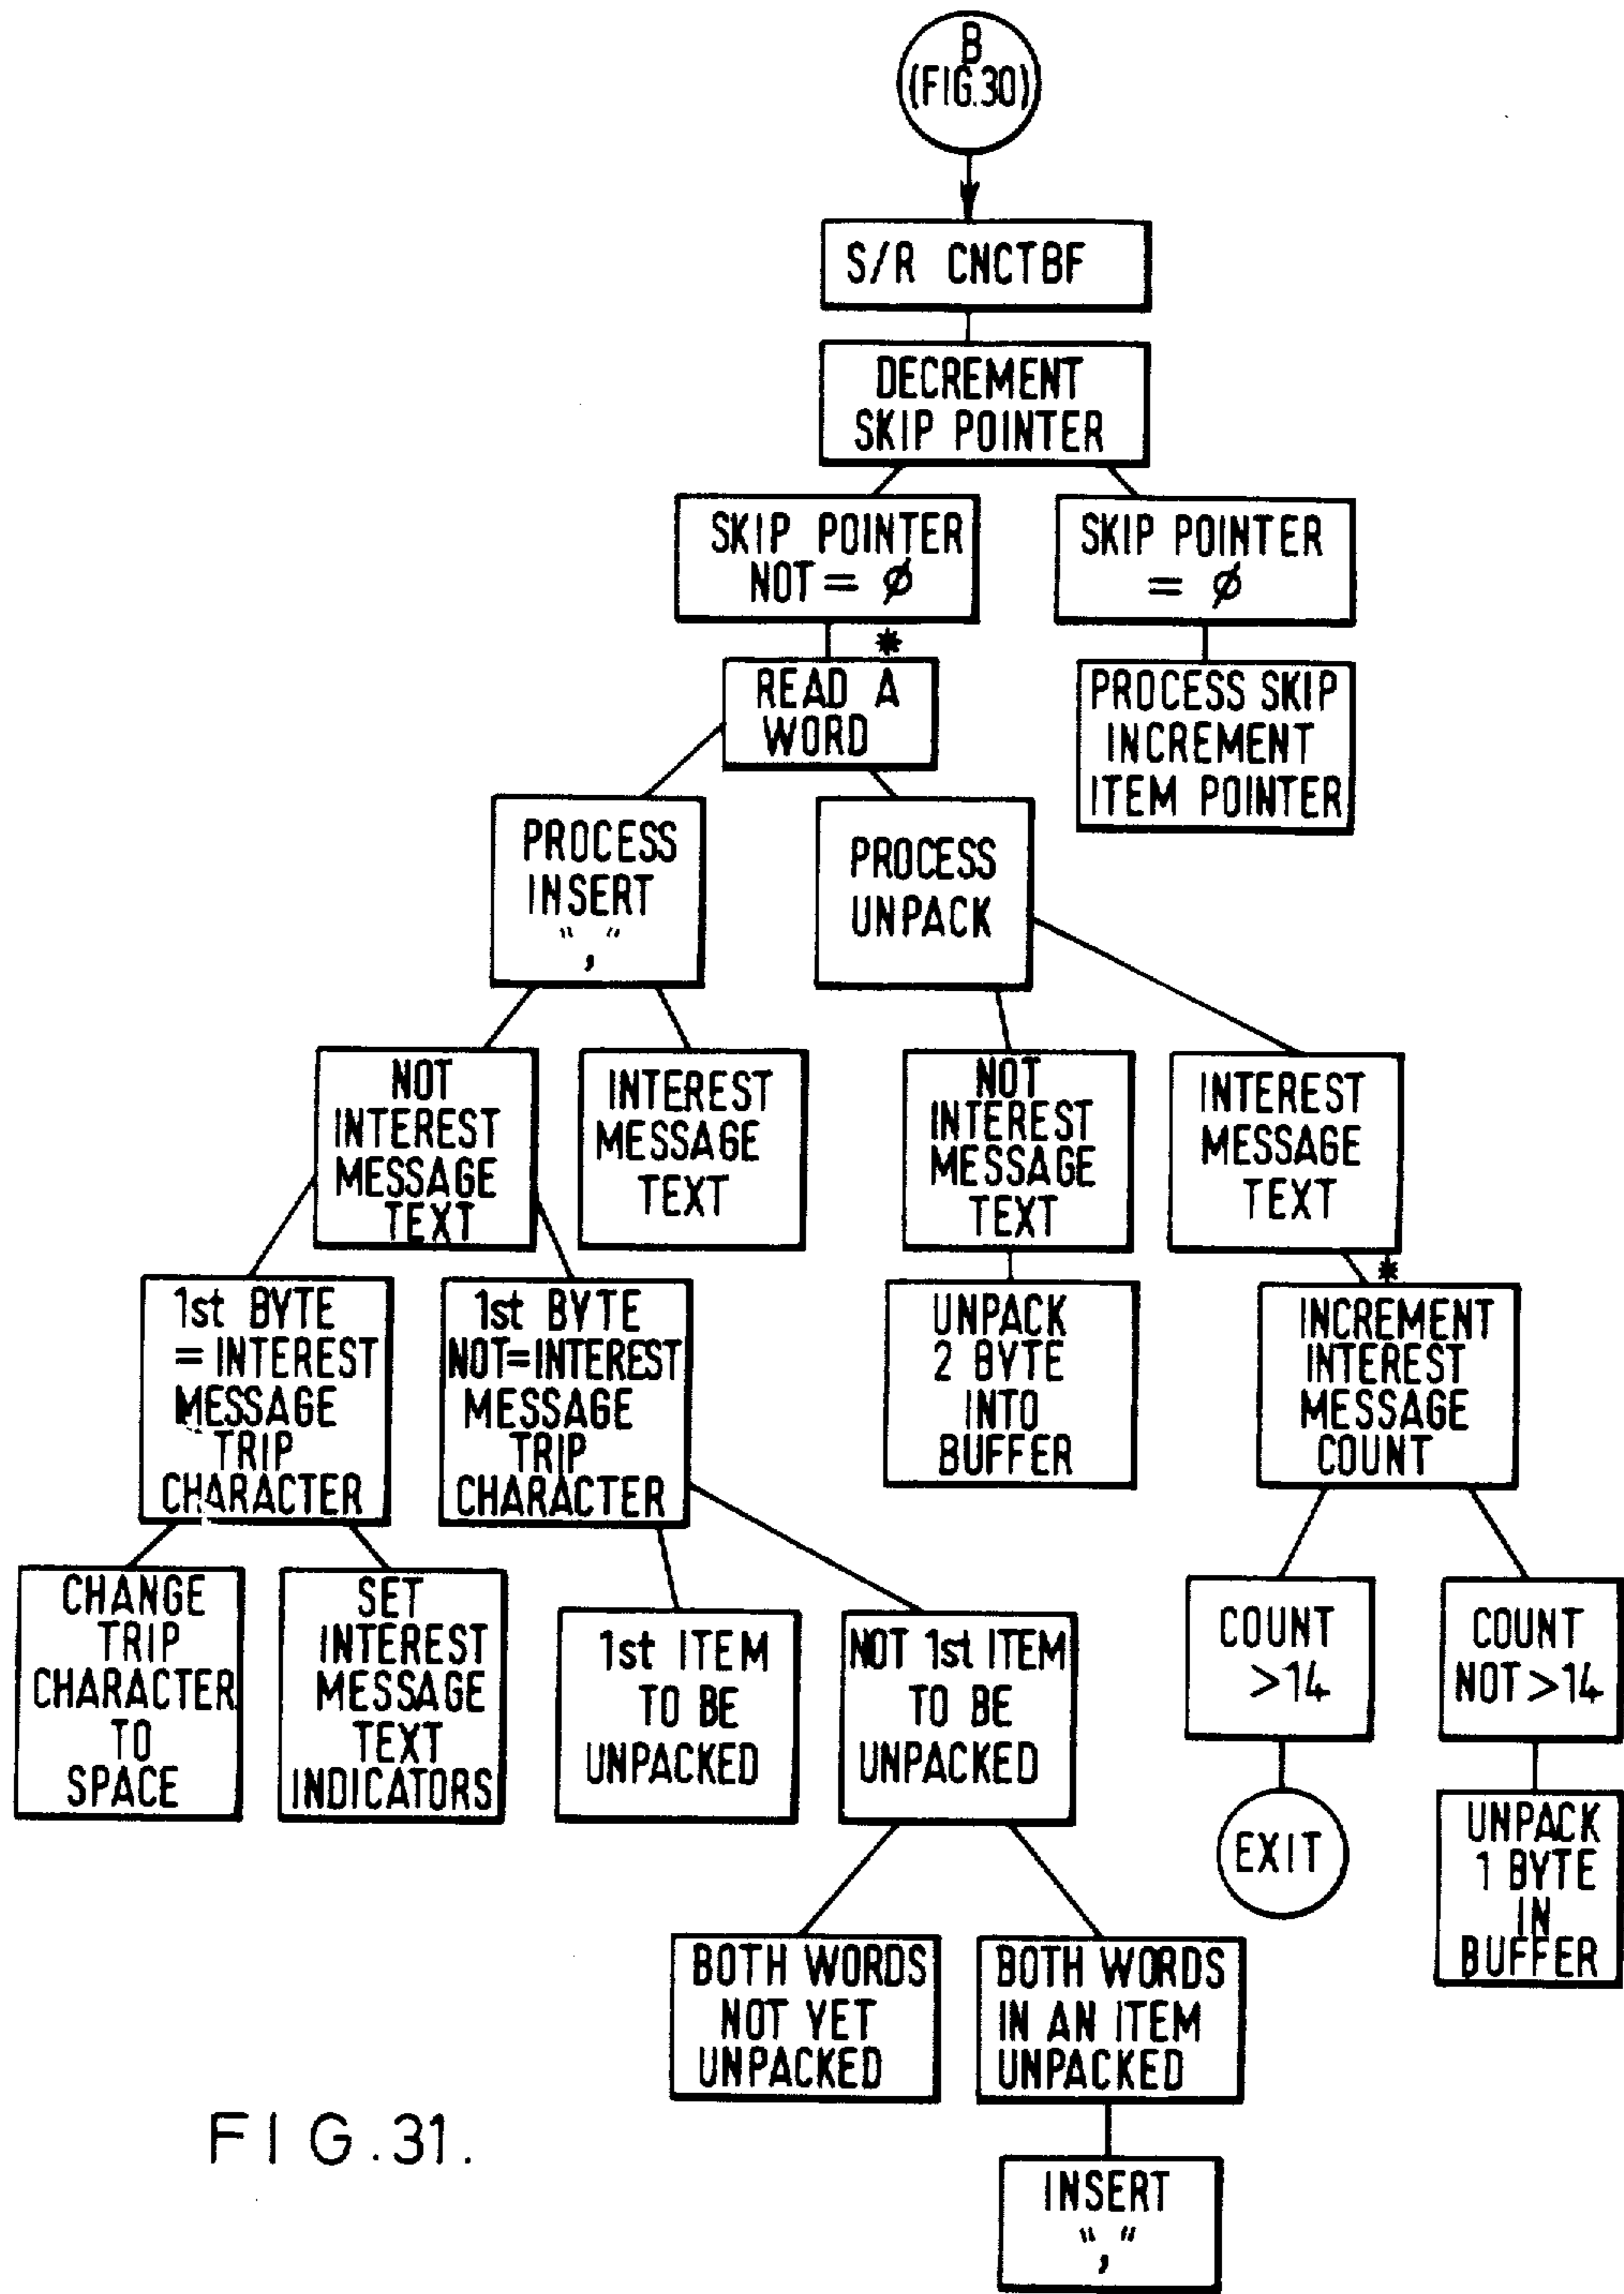 B
(FIG.30)
S/R CNCTBF
DECREMENT
SKIP POINTER
SKIP POINTER
NOT = Ø
SKIP POINTER
= Ø
*
READ A
WORD
PROCESS SKIP
INCREMENT
ITEM POINTER
PROCESS
INSERT
","
PROCESS
UNPACK
NOT
INTEREST
MESSAGE
TEXT
INTEREST
MESSAGE
TEXT
NOT
INTEREST
MESSAGE
TEXT
INTEREST
MESSAGE
TEXT
1st BYTE
= INTEREST
MESSAGE
TRIP
CHARACTER
1st BYTE
NOT=INTEREST
MESSAGE
TRIP
CHARACTER
UNPACK
2 BYTE
INTO
BUFFER
*
INCREMENT
INTEREST
MESSAGE
COUNT
CHANGE
TRIP
CHARACTER
TO
SPACE
SET
INTEREST
MESSAGE
TEXT
INDICATORS
1st ITEM
TO BE
UNPACKED
NOT 1st ITEM
TO BE
UNPACKED
COUNT
>14
COUNT
NOT >14
EXIT
UNPACK
1 BYTE
IN
BUFFER
BOTH WORDS
NOT YET
UNPACKED
BOTH WORDS
IN AN ITEM
UNPACKED
INSERT
","
FIG.31.